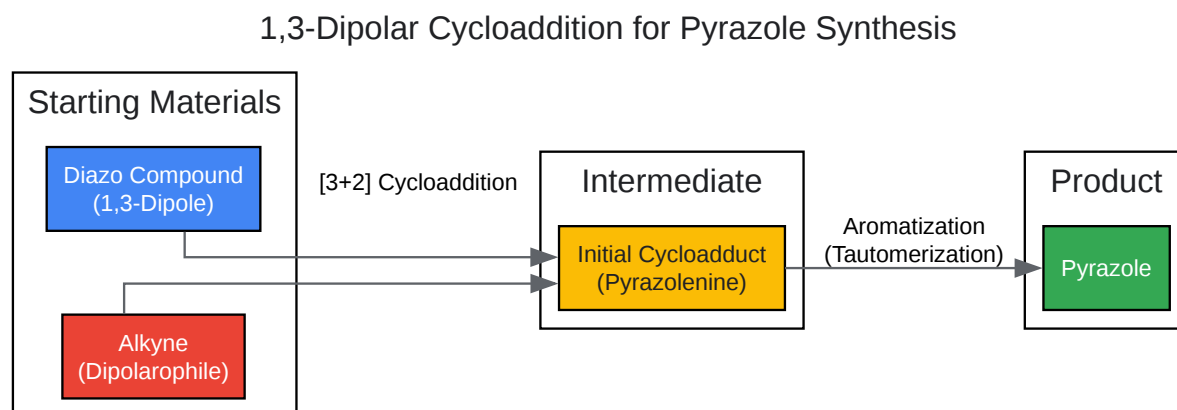 1,3-Dipolar Cycloaddition for Pyrazole Synthesis
Starting Materials
Diazo Compound
(1,3-Dipole)
Alkyne
(Dipolarophile)
[3+2] Cycloaddition
Intermediate
Initial Cycloadduct
(Pyrazolenine)
Aromatization
(Tautomerization)
Product
Pyrazole